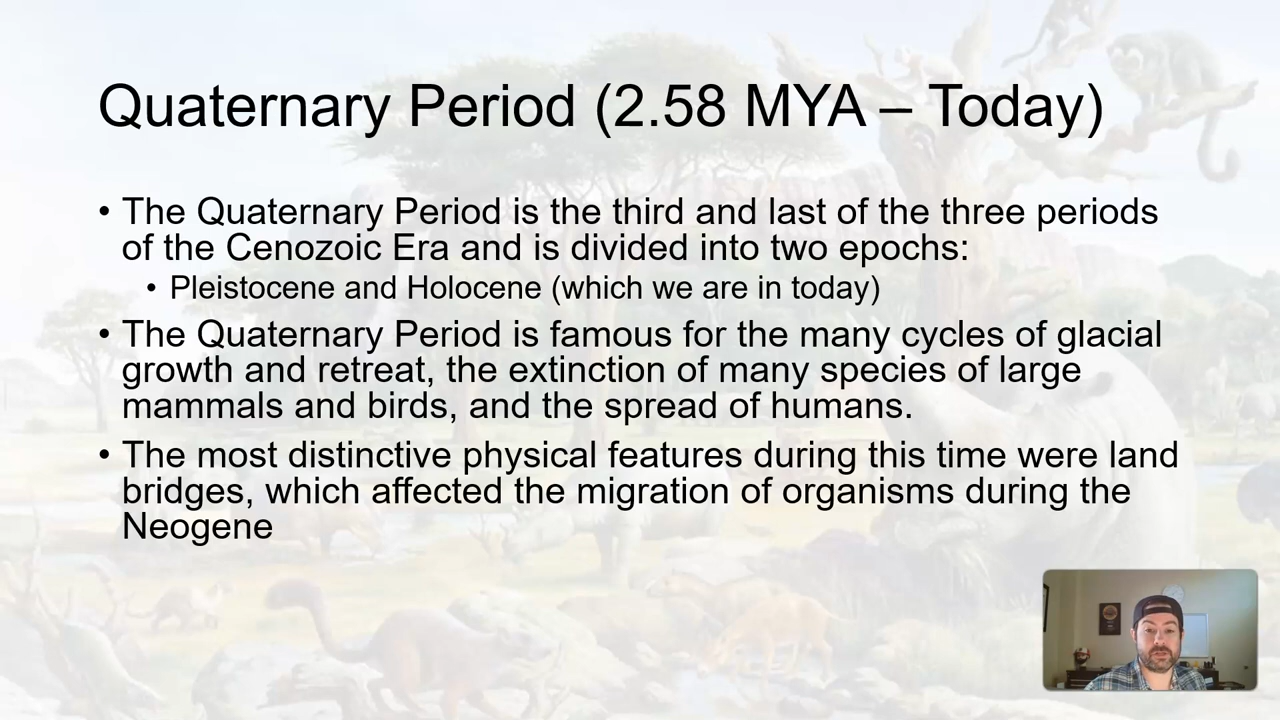 Quaternary Period (2.58 MYA – Today)
• The Quaternary Period is the third and last of the three periods
of the Cenozoic Era and is divided into two epochs:
• Pleistocene and Holocene (which we are in today)
• The Quaternary Period is famous for the many cycles of glacial
growth and retreat, the extinction of many species of large
mammals and birds, and the spread of humans.
• The most distinctive physical features during this time were land
bridges, which affected the migration of organisms during the
Neogene